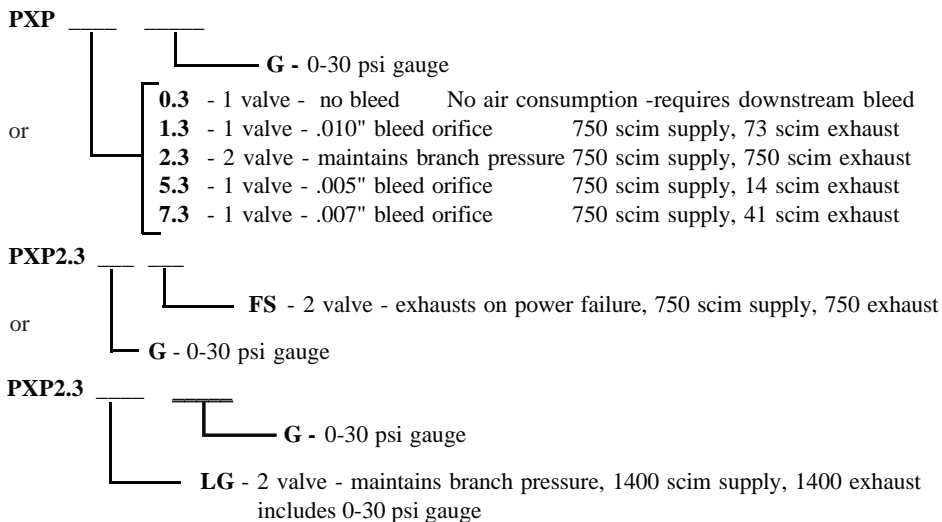 PXP ____ _____
G - 0-30 psi gauge
0.3 - 1 valve - no bleed No air consumption -requires downstream bleed
or 1.3 - 1 valve - .010" bleed orifice 750 scim supply, 73 scim exhaust
2.3 - 2 valve - maintains branch pressure 750 scim supply, 750 scim exhaust
5.3 - 1 valve - .005" bleed orifice 750 scim supply, 14 scim exhaust
7.3 - 1 valve - .007" bleed orifice 750 scim supply, 41 scim exhaust
PXP2.3 ___ ___
FS - 2 valve - exhausts on power failure, 750 scim supply, 750 exhaust
or
G - 0-30 psi gauge
PXP2.3 ____ _____
G - 0-30 psi gauge
LG - 2 valve - maintains branch pressure, 1400 scim supply, 1400 exhaust
includes 0-30 psi gauge